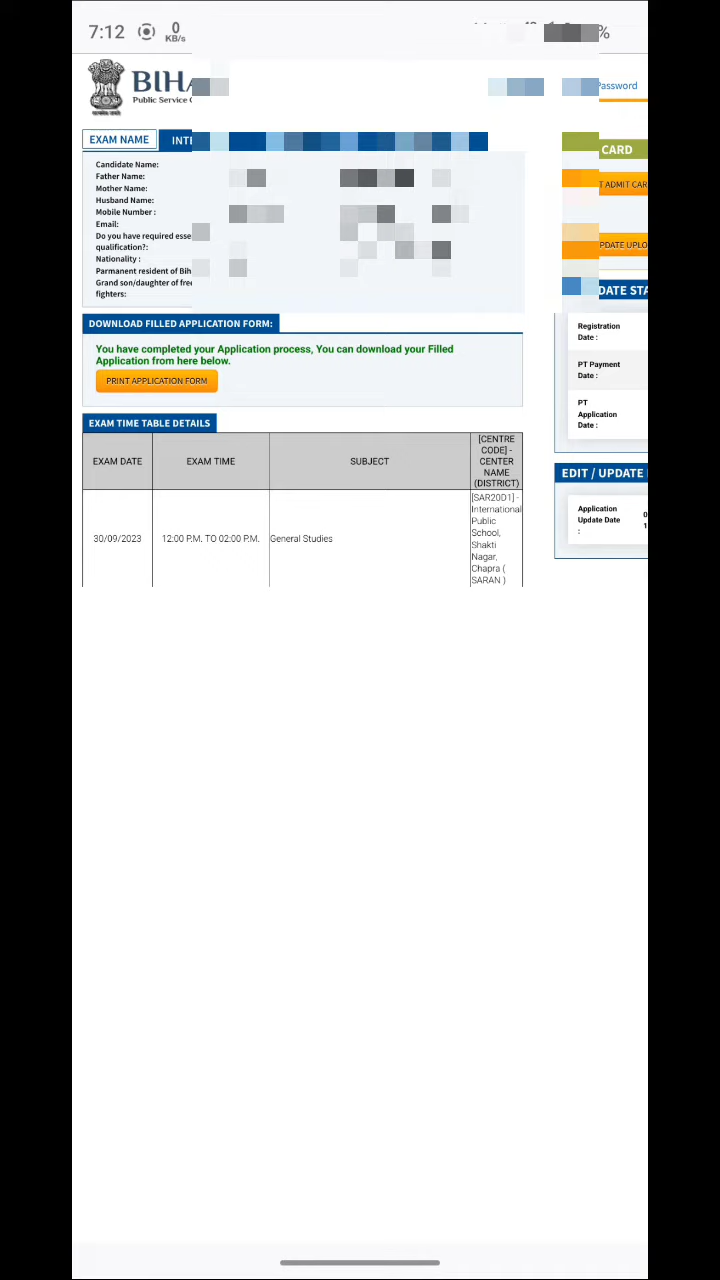 7:12
0
KB/s
%
Public Service
Password
EXAM NAME
CARD
Candidate Name:
Father Name:
Mother Name:
Husband Name:
Mobile Number :
Email:
Do you have required esse
qualification?:
Nationality :
Parmanent resident of Bih
Grand son/daughter of fre
fighters:
T ADMIT CAR
PDATE UPLO
DATE STA
DOWNLOAD FILLED APPLICATION FORM:
You have completed your Application process, You can download your Filled
Application from here below.
PRINT APPLICATION FORM
Registration
Date :
PT Payment
Date :
PT
Application
Date :
EXAM TIME TABLE DETAILS
EXAM DATE EXAM TIME SUBJECT [CENTRE
CODE] -
CENTER
NAME
(DISTRICT)
30/09/2023 12:00 P.M. TO 02:00 P.M. General Studies [SAR20D1] -
International
Public
School,
Shakti
Nagar,
Chapra (
SARAN )
EDIT / UPDATE
Application
Update Date
: